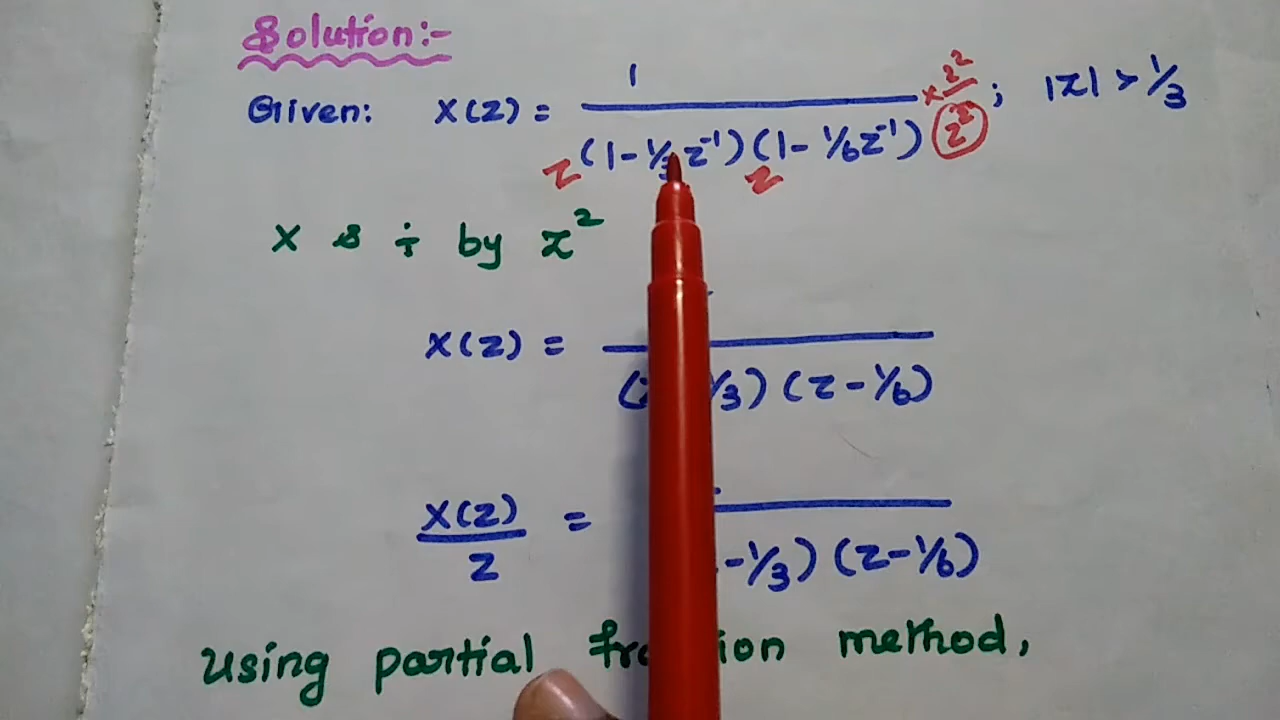 Solution:-
Given: X(z) = 1 / (1 - 1/3 z⁻¹) (1 - 1/6 z⁻¹) × z² / z² ; |z| > 1/3
z z
X & ÷ by z²
X(z) = / ( 1/3) (z - 1/6)
X(z) / z = / - 1/3) (z - 1/6)
Using partial method,